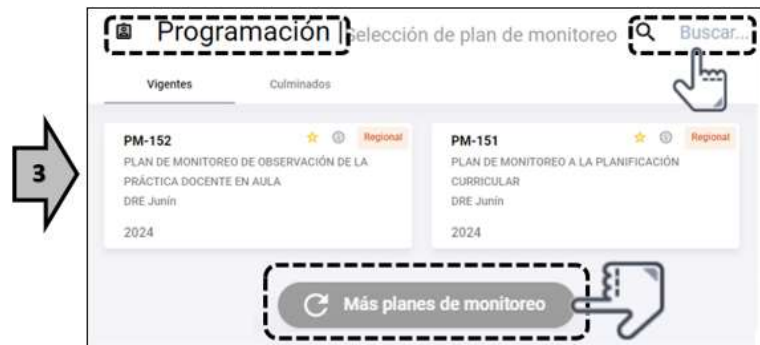 Programación | Selección de plan de monitoreo Buscar...
Vigentes Culminados
3
PM-152 Regional
PLAN DE MONITOREO DE OBSERVACIÓN DE LA
PRÁCTICA DOCENTE EN AULA
DRE Junín
2024
PM-151 Regional
PLAN DE MONITOREO A LA PLANIFICACIÓN
CURRICULAR
DRE Junín
2024
Más planes de monitoreo